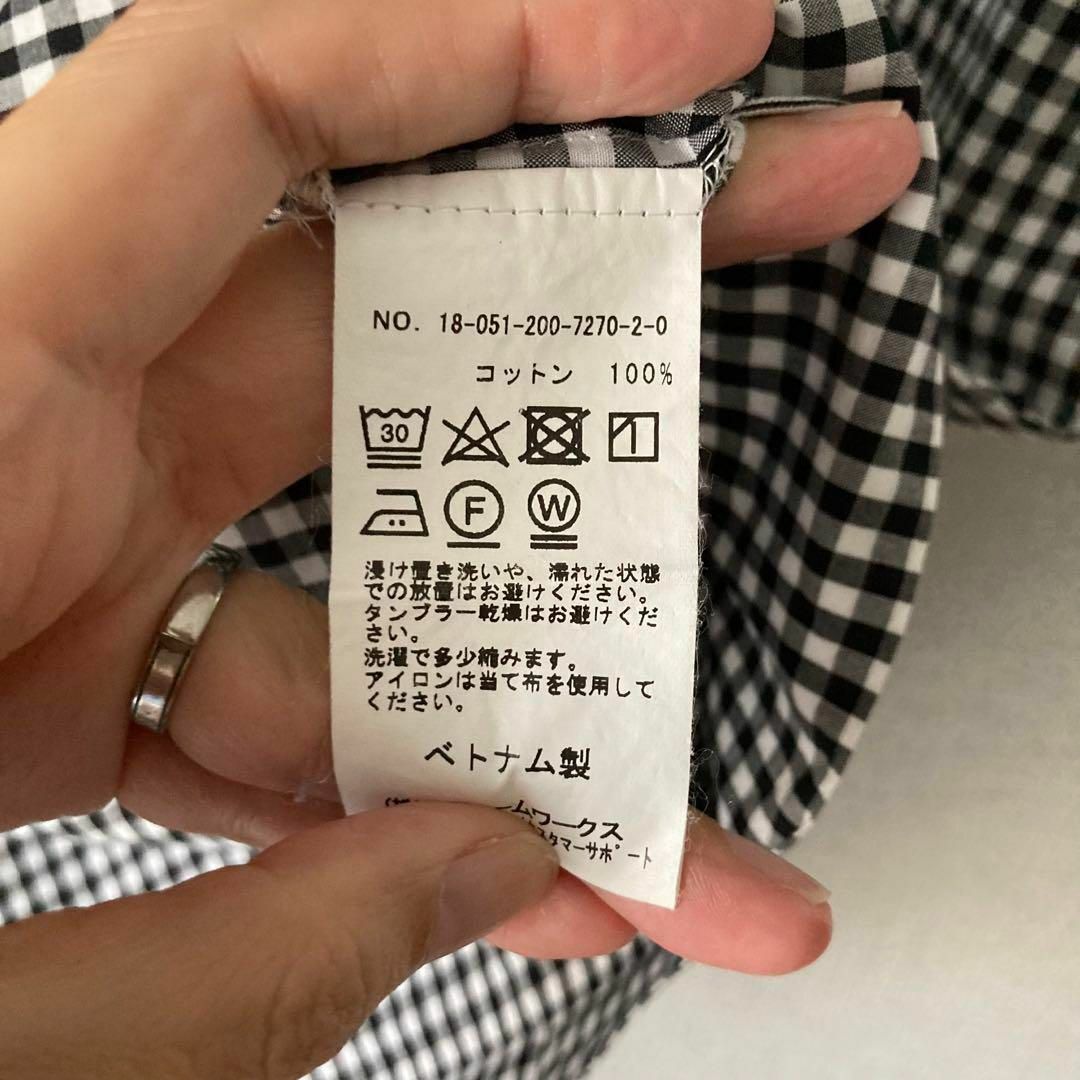 NO. 18-051-200-7270-2-0
コットン 100%
30
F
W
浸け置き洗いや、濡れた状態
での放置はお避けください。
タンブラー乾燥はお避けくだ
さい。
洗濯で多少縮みます。
アイロンは当て布を使用して
ください。
ベトナム製
ームワークス
スタマーサポート